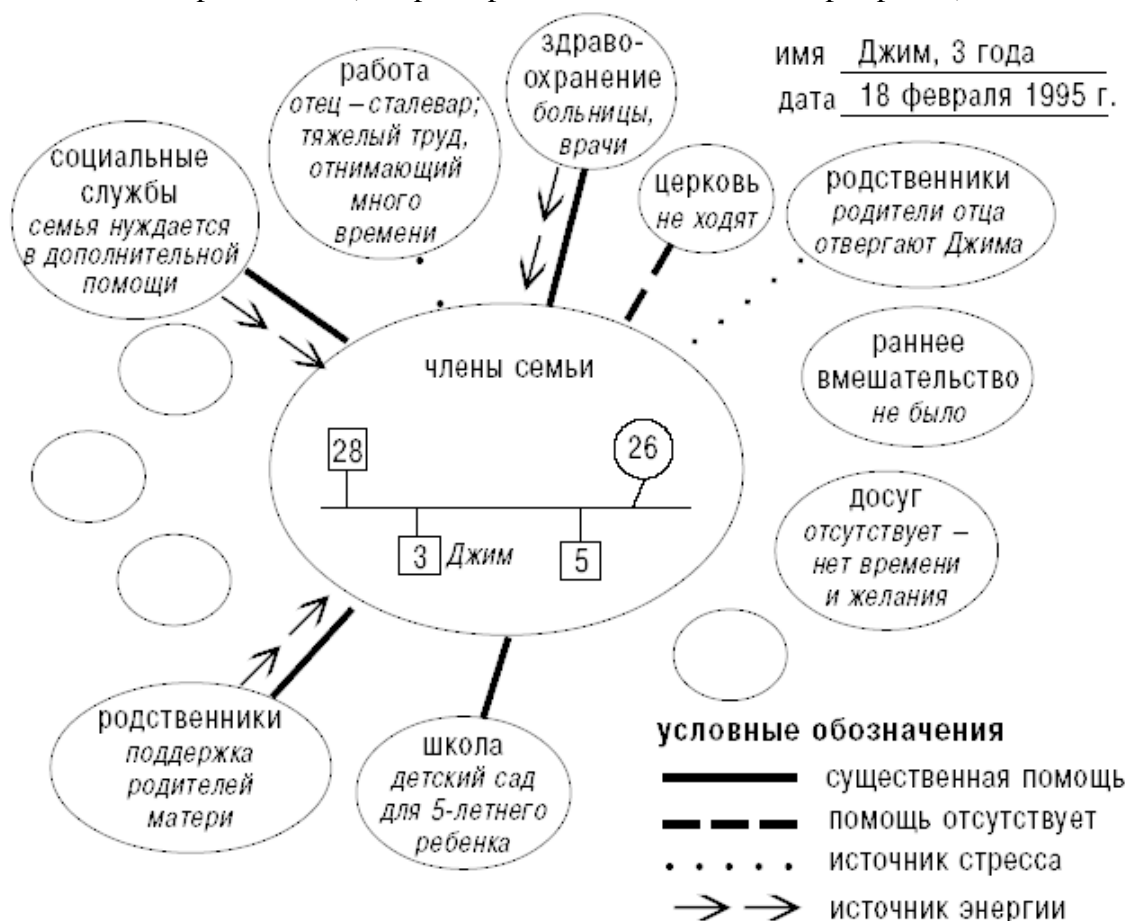 имя Джим, 3 года
дата 18 февраля 1995 г.
здраво-
охранение
больницы,
врачи
работа
отец – сталевар;
тяжелый труд,
отнимающий
много
времени
социальные
службы
семья нуждается
в дополнительной
помощи
церковь
не ходят
родственники
родители отца
отвергают Джима
раннее
вмешательство
не было
досуг
отсутствует –
нет времени
и желания
члены семьи
28
26
3 Джим
5
родственники
поддержка
родителей
матери
школа
детский сад
для 5-летнего
ребенка
условные обозначения
существенная помощь
помощь отсутствует
источник стресса
источник энергии